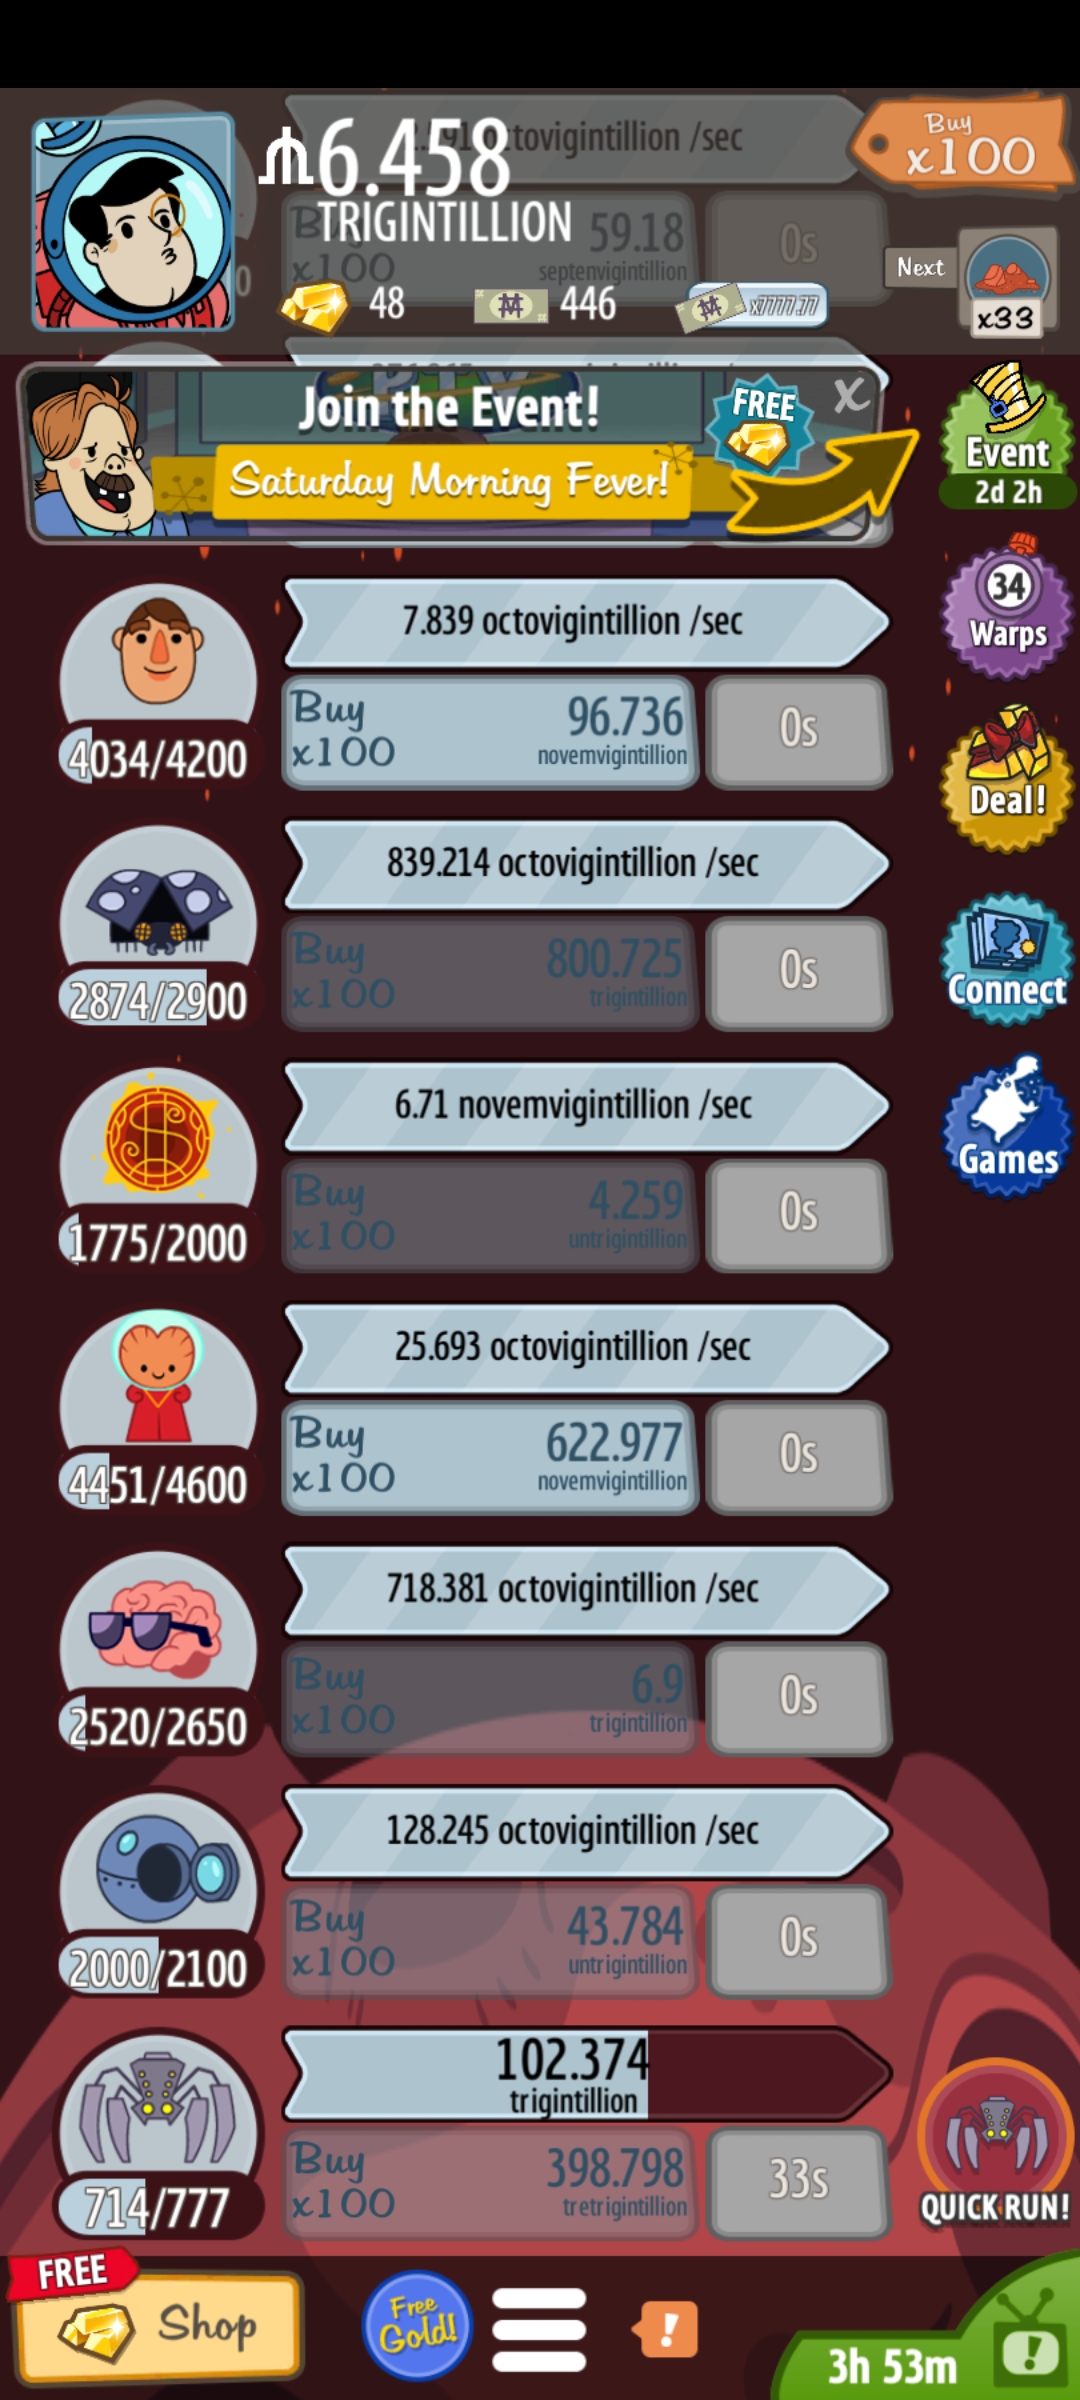 6.458
TRIGINTILLION
octovigintillion /sec
Buy
x100
Buy
x100
59.18
septenvigintillion
0s
48
446
x7777.77
Next
x33
Join the Event!
FREE
X
Saturday Morning Fever!
Event
2d 2h
7.839 octovigintillion /sec
4034/4200
Buy
x100
96.736
novemvigintillion
0s
34
Warps
Deal!
839.214 octovigintillion /sec
2874/2900
Buy
x100
800.725
trigintillion
0s
Connect
6.71 novemvigintillion /sec
1775/2000
Buy
x100
4.259
untrigintillion
0s
Games
25.693 octovigintillion /sec
4451/4600
Buy
x100
622.977
novemvigintillion
0s
718.381 octovigintillion /sec
2520/2650
Buy
x100
6.9
trigintillion
0s
128.245 octovigintillion /sec
2000/2100
Buy
x100
43.784
untrigintillion
0s
102.374
trigintillion
714/777
Buy
x100
398.798
tretrigintillion
33s
QUICK RUN!
FREE
Shop
Free
Gold!
!
3h 53m
!